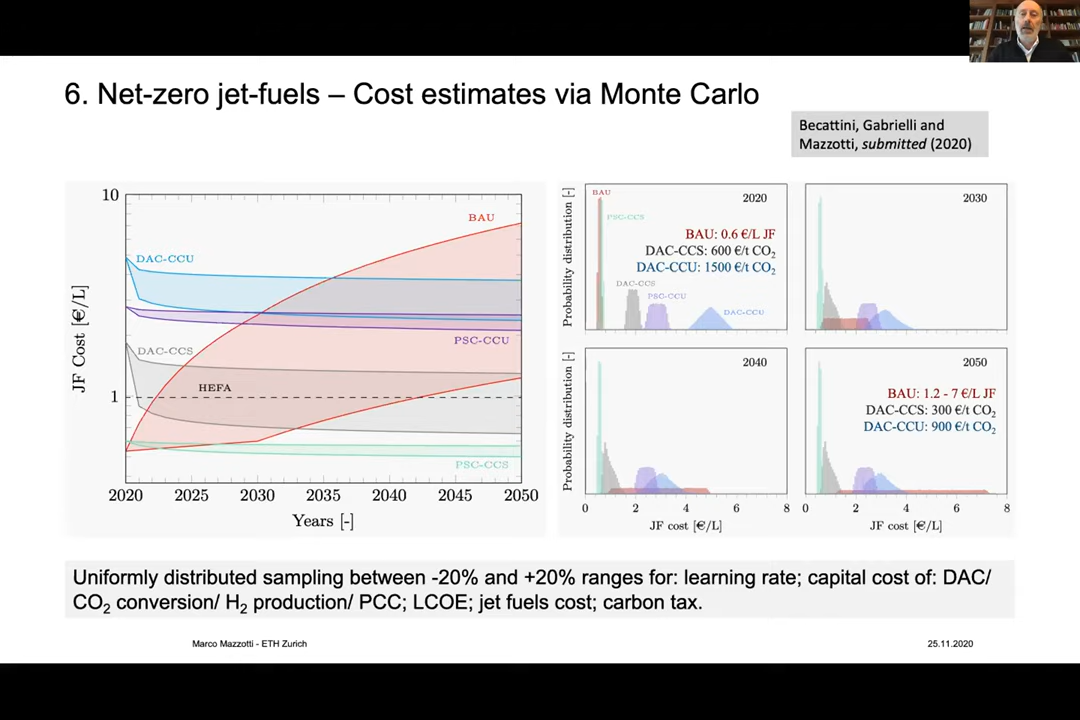 6. Net-zero jet-fuels – Cost estimates via Monte Carlo
Becattini, Gabrielli and
Mazzotti, submitted (2020)
10
1
JF Cost [€/L]
BAU
DAC-CCU
PSC-CCU
DAC-CCS
HEFA
PSC-CCS
2020 2025 2030 2035 2040 2045 2050
Years [-]
Probability distribution [-]
BAU
2020
PSC-CCS
BAU: 0.6 €/L JF
DAC-CCS: 600 €/t CO₂
DAC-CCU: 1500 €/t CO₂
DAC-CCS
PSC-CCU
DAC-CCU
2030
Probability distribution [-]
2040
0 2 4 6 8
JF cost [€/L]
2050
BAU: 1.2 - 7 €/L JF
DAC-CCS: 300 €/t CO₂
DAC-CCU: 900 €/t CO₂
0 2 4 6 8
JF cost [€/L]
Uniformly distributed sampling between -20% and +20% ranges for: learning rate; capital cost of: DAC/
CO₂ conversion/ H₂ production/ PCC; LCOE; jet fuels cost; carbon tax.
Marco Mazzotti - ETH Zurich
25.11.2020